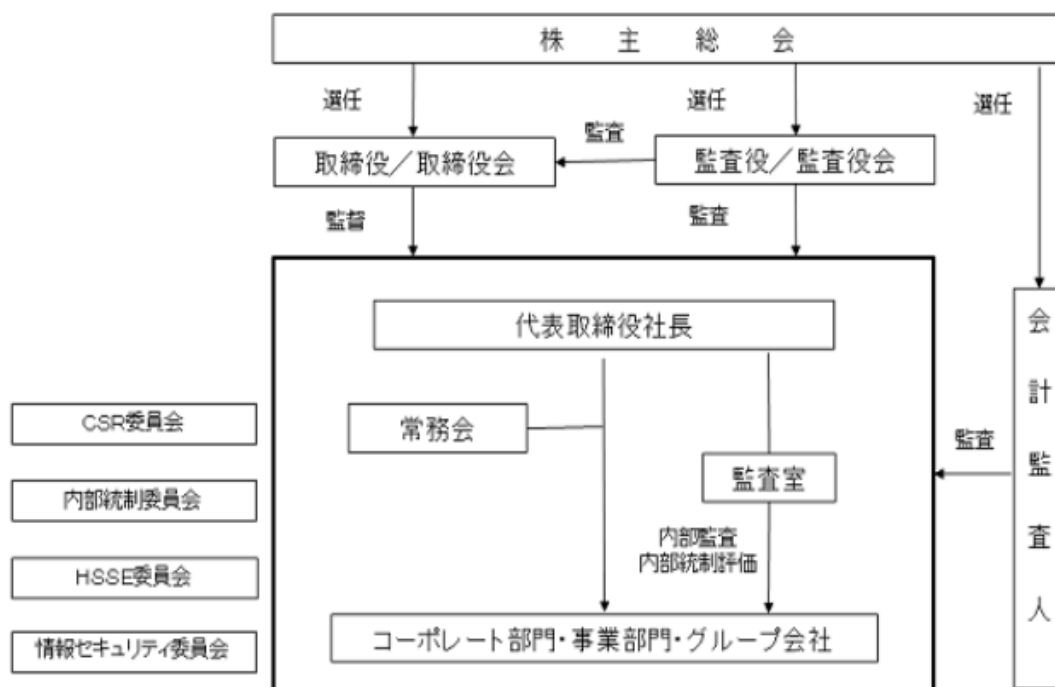 株主総会
選任
選任
選任
監査
取締役／取締役会
監査役／監査役会
監督
監査
代表取締役社長
常務会
監査室
内部監査
内部統制評価
コーポレート部門・事業部門・グループ会社
CSR委員会
内部統制委員会
HSSE委員会
情報セキュリティ委員会
監査
会計監査人